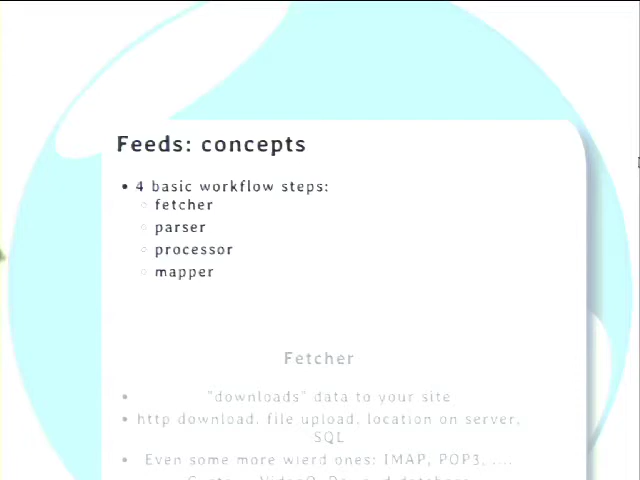 Feeds: concepts
• 4 basic workflow steps:
○ fetcher
○ parser
○ processor
○ mapper
Fetcher
• "downloads" data to your site
• http download, file upload, location on server,
SQL
• Even some more wierd ones: IMAP, POP3, ....